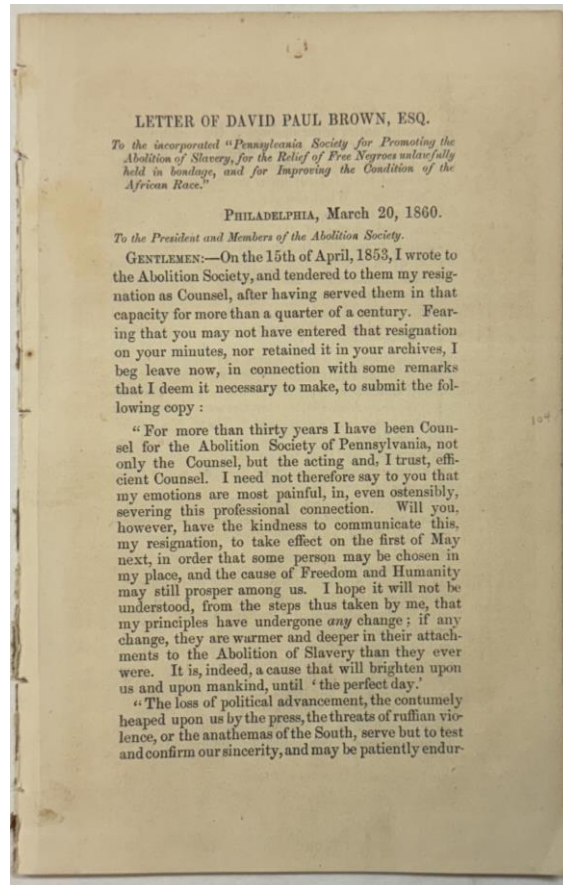 LETTER OF DAVID PAUL BROWN, ESQ.
To the incorporated "Pennsylvania Society for Promoting the
Abolition of Slavery, for the Relief of Free Negroes unlawfully
held in bondage, and for Improving the Condition of the
African Race."
PHILADELPHIA, March 20, 1860.
To the President and Members of the Abolition Society.
GENTLEMEN:—On the 15th of April, 1853, I wrote to
the Abolition Society, and tendered to them my resig-
nation as Counsel, after having served them in that
capacity for more than a quarter of a century. Fear-
ing that you may not have entered that resignation
on your minutes, nor retained it in your archives, I
beg leave now, in connection with some remarks
that I deem it necessary to make, to submit the fol-
lowing copy :
" For more than thirty years I have been Coun-
sel for the Abolition Society of Pennsylvania, not
only the Counsel, but the acting and, I trust, effi-
cient Counsel. I need not therefore say to you that
my emotions are most painful, in, even ostensibly,
severing this professional connection. Will you,
however, have the kindness to communicate this,
my resignation, to take effect on the first of May
next, in order that some person may be chosen in
my place, and the cause of Freedom and Humanity
may still prosper among us. I hope it will not be
understood, from the steps thus taken by me, that
my principles have undergone any change ; if any
change, they are warmer and deeper in their attach-
ments to the Abolition of Slavery than they ever
were. It is, indeed, a cause that will brighten upon
us and upon mankind, until ' the perfect day.'
" The loss of political advancement, the contumely
heaped upon us by the press, the threats of ruffian vio-
lence, or the anathemas of the South, serve but to test
and confirm our sincerity, and may be patiently endur-
104